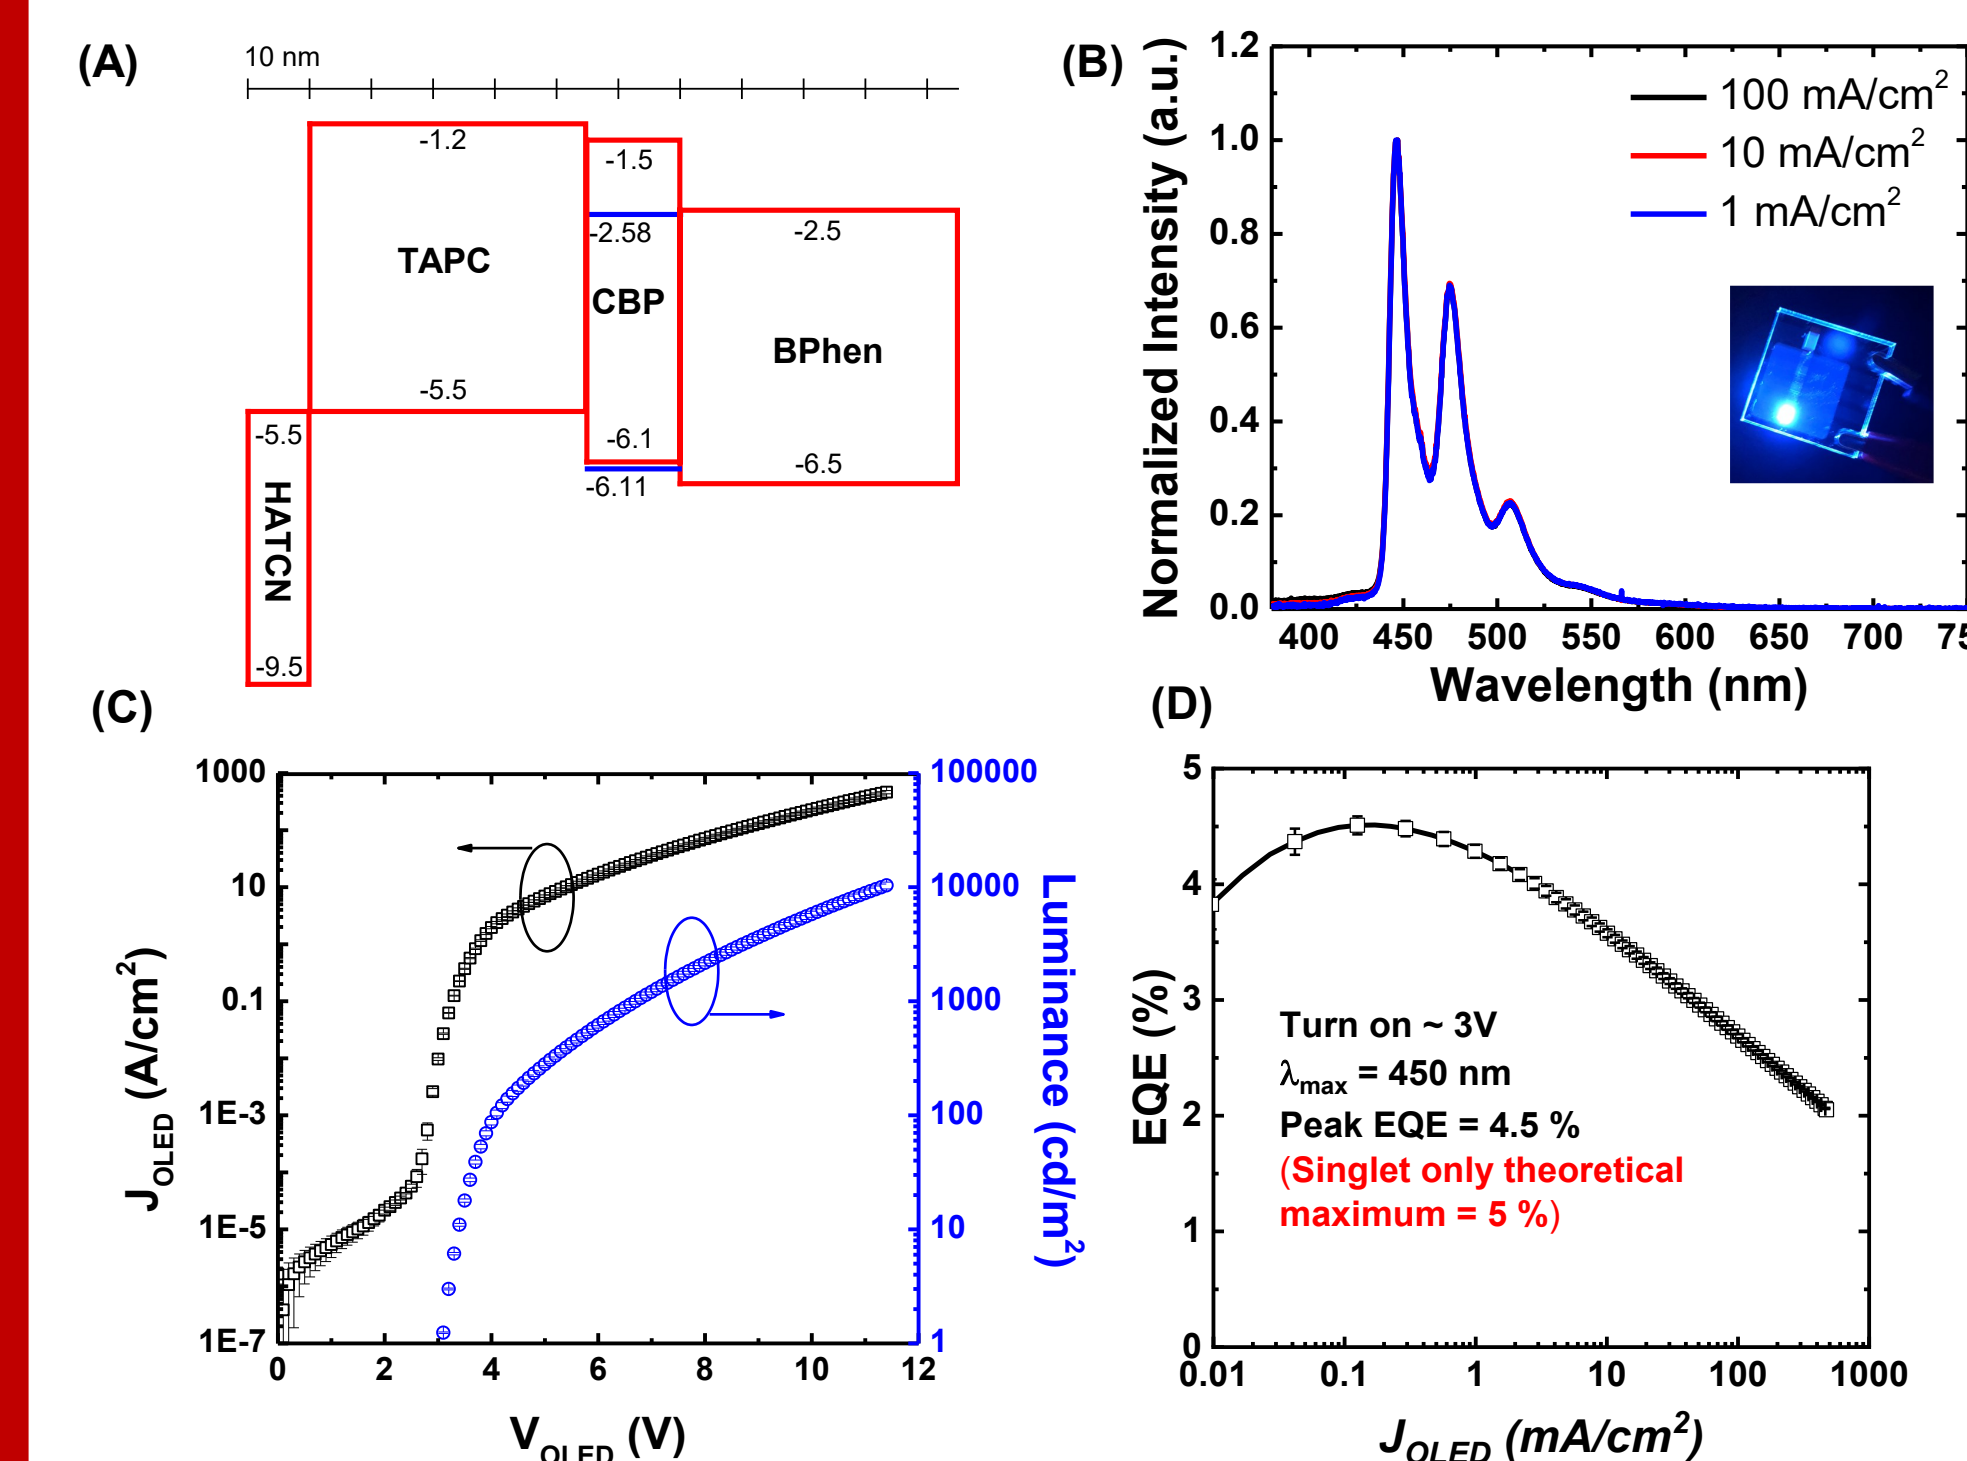 (A)
10 nm
-1.2
-1.5
-2.58
-2.5
TAPC
CBP
BPhen
-5.5
-5.5
-6.1
-6.5
-6.11
HATCN
-9.5
(B)
Normalized Intensity (a.u.)
1.2
1.0
0.8
0.6
0.4
0.2
0.0
100 mA/cm²
10 mA/cm²
1 mA/cm²
400 450 500 550 600 650 700 75
Wavelength (nm)
(C)
J_OLED (A/cm²)
1000
10
0.1
1E-3
1E-5
1E-7
100000
10000
1000
100
10
1
Luminance (cd/m²)
0 2 4 6 8 10 12
V_OLED (V)
(D)
EQE (%)
5
4
3
2
1
0
Turn on ~ 3V
λmax = 450 nm
Peak EQE = 4.5 %
(Singlet only theoretical
maximum = 5 %)
0.01 0.1 1 10 100 1000
J_OLED (mA/cm²)